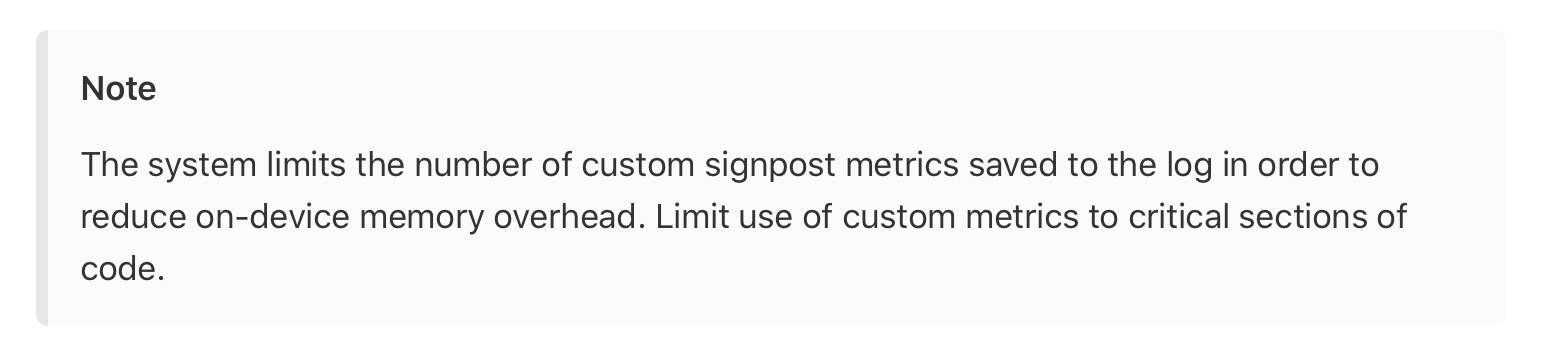 Note
The system limits the number of custom signpost metrics saved to the log in order to
reduce on-device memory overhead. Limit use of custom metrics to critical sections of
code.